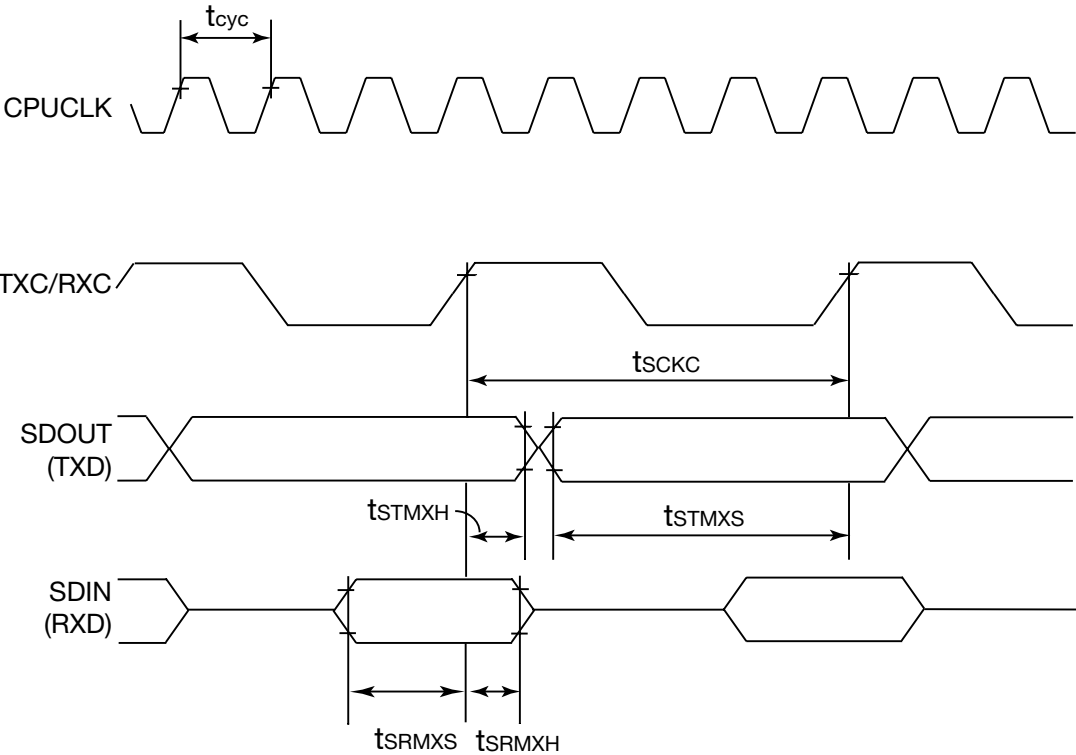 tcyc
CPUCLK
TXC/RXC
tSCKC
SDOUT
(TXD)
tSTMXH
tSTMXS
SDIN
(RXD)
tSRMXS tSRMXH